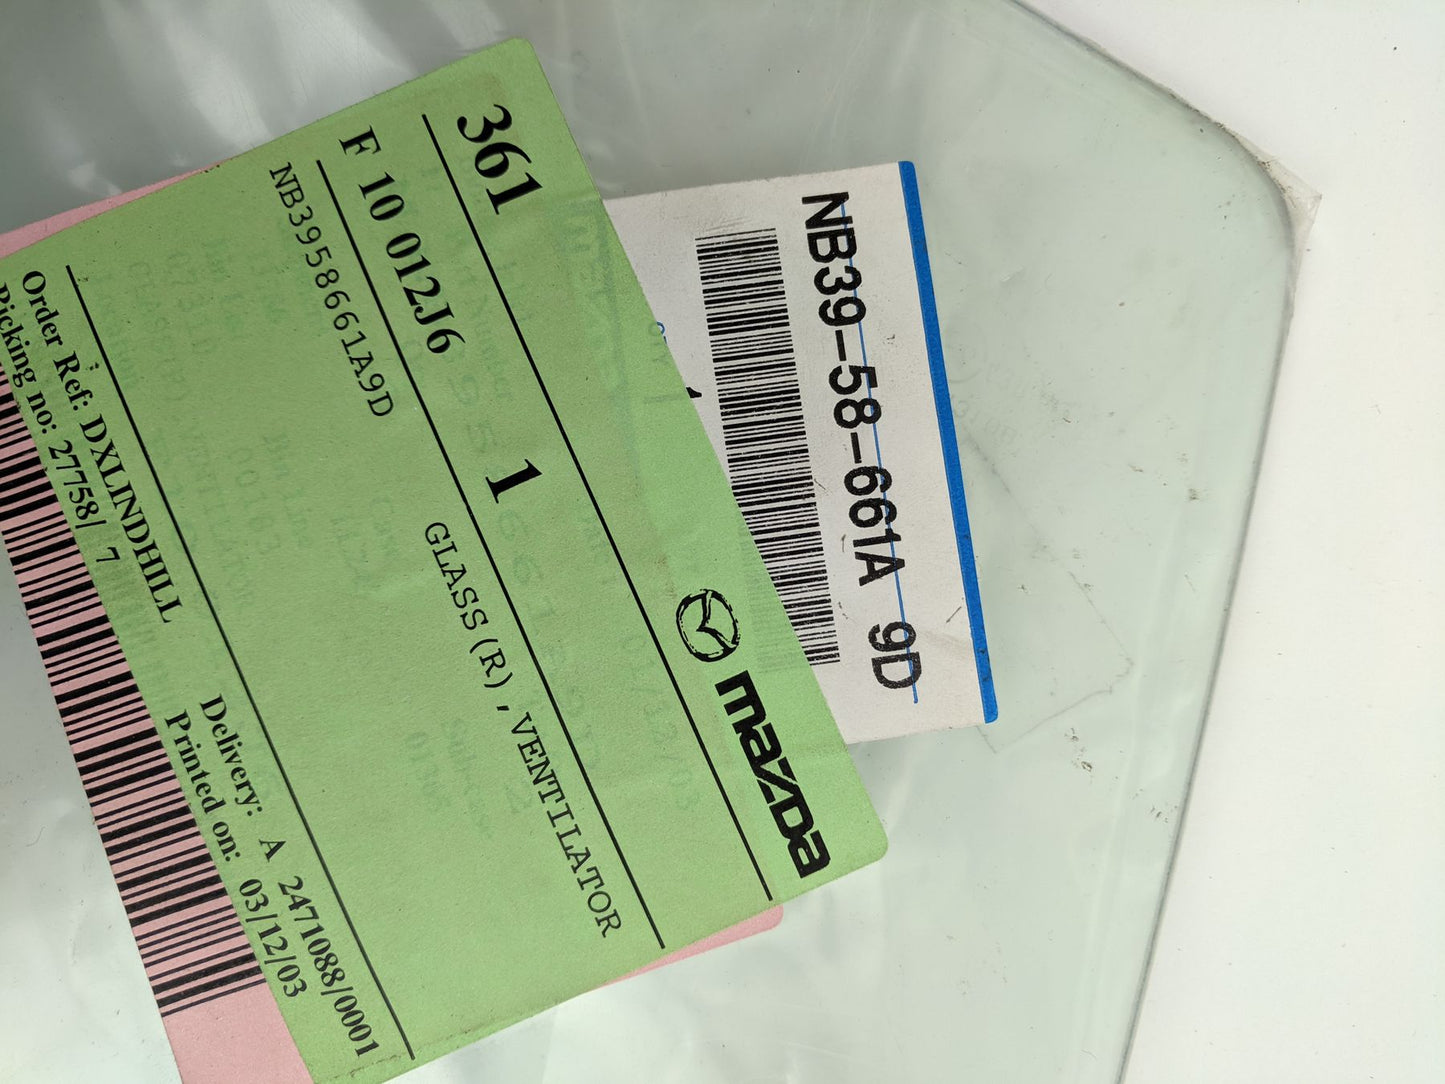 361
mazda
F 10 012J6
1
NB3958661A9D
GLASS(R),VENTILATOR
Order Ref: DXLINDHILL
Delivery: A 2471088/0001
Picking no: 27758/ 7
Printed on: 03/12/03
NB39-58-661A 9D